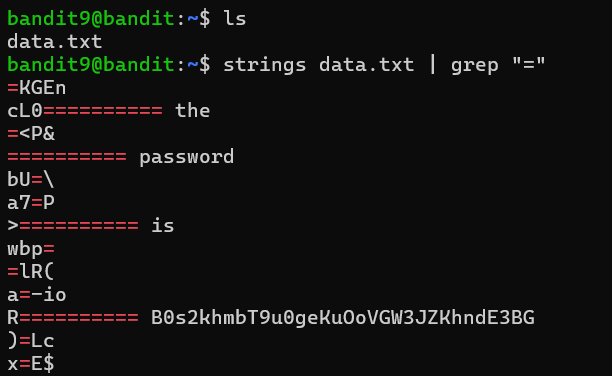 bandit9@bandit:~$ ls
data.txt
bandit9@bandit:~$ strings data.txt | grep "="
=KGEn
cL0========== the
=<P&
========== password
bU=\
a7=P
>========== is
wbp=
=lR(
a=-io
R========== B0s2khmbT9u0geKuOoVGW3JZKhndE3BG
)=Lc
x=E$